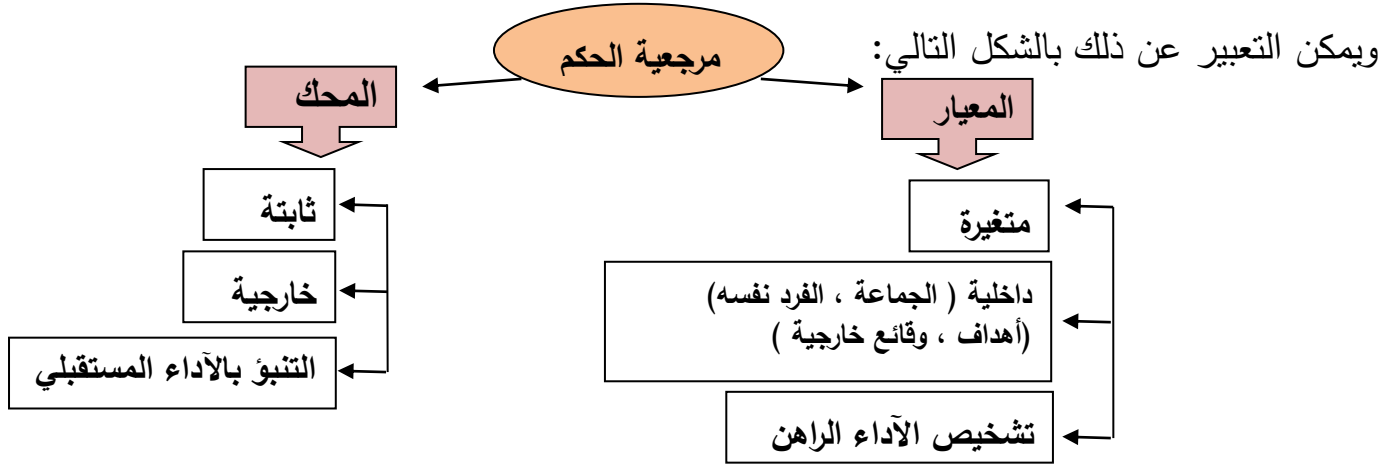 ويمكن التعبير عن ذلك بالشكل التالي:
مرجعية الحكم
المعيار
متغيرة
داخلية ( الجماعة ، الفرد نفسه)
(أهداف ، وقائع خارجية )
تشخيص الآداء الراهن
المحك
ثابتة
خارجية
التنبؤ بالآداء المستقبلي